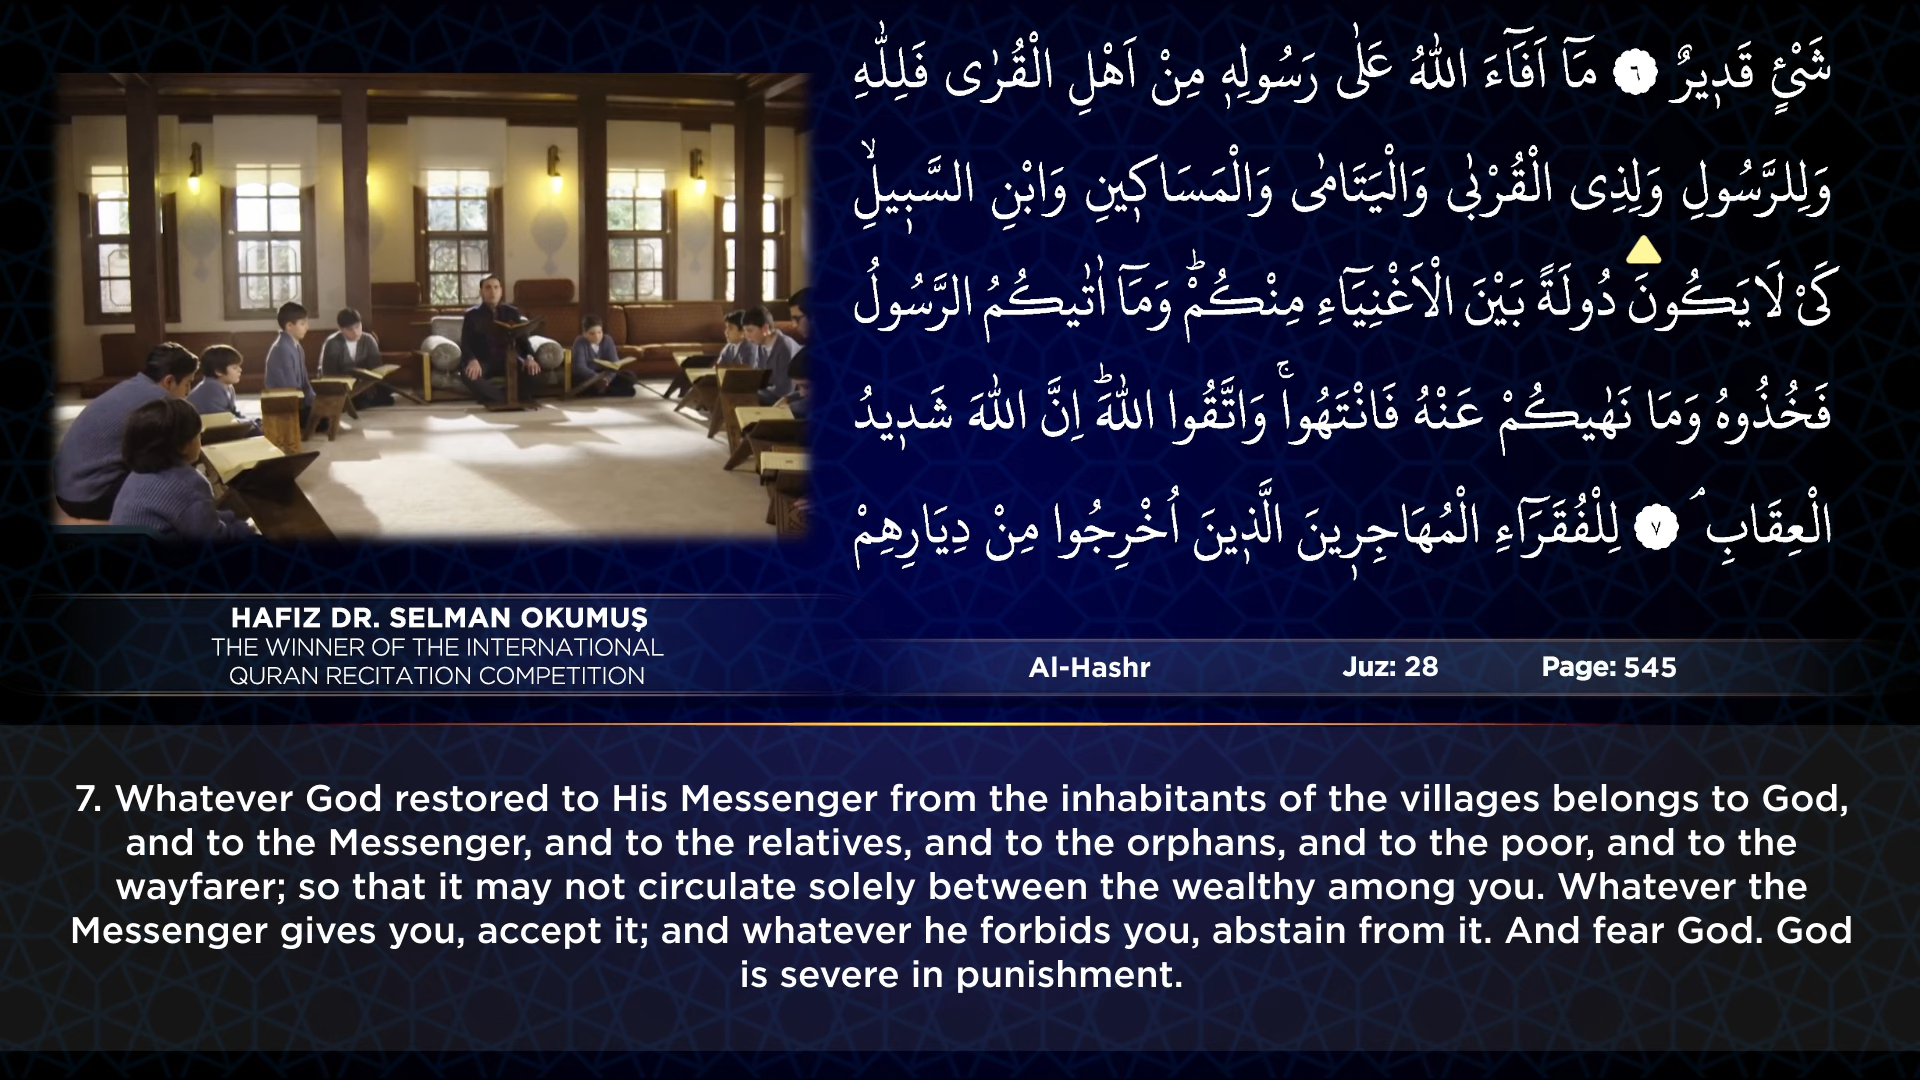 شَيْءٍ قَدٖيرٌ ٦ مَٓا اَفَٓاءَ اللّٰهُ عَلٰى رَسُولِهٖ مِنْ اَهْلِ الْقُرٰى فَلِلّٰهِ
وَلِلرَّسُولِ وَلِذِى الْقُرْبٰى وَالْيَتَامٰى وَالْمَسَاكٖينِ وَابْنِ السَّبٖيلِۙ
كَىْ لَا يَكُونَ دُولَةً بَيْنَ الْاَغْنِيَٓاءِ مِنْكُمْؕ وَمَٓا اٰتٰيكُمُ الرَّسُولُ
فَخُذُوهُ وَمَا نَهٰيكُمْ عَنْهُ فَانْتَهُواۚ وَاتَّقُوا اللّٰهَؕ اِنَّ اللّٰهَ شَدٖيدُ
الْعِقَابِۢ ٧ لِلْفُقَرَٓاءِ الْمُهَاجِرٖينَ الَّذٖينَ اُخْرِجُوا مِنْ دِيَارِهِمْ
HAFIZ DR. SELMAN OKUMUŞ
THE WINNER OF THE INTERNATIONAL
QURAN RECITATION COMPETITION
Al-Hashr Juz: 28 Page: 545
7. Whatever God restored to His Messenger from the inhabitants of the villages belongs to God,
and to the Messenger, and to the relatives, and to the orphans, and to the poor, and to the
wayfarer; so that it may not circulate solely between the wealthy among you. Whatever the
Messenger gives you, accept it; and whatever he forbids you, abstain from it. And fear God. God
is severe in punishment.